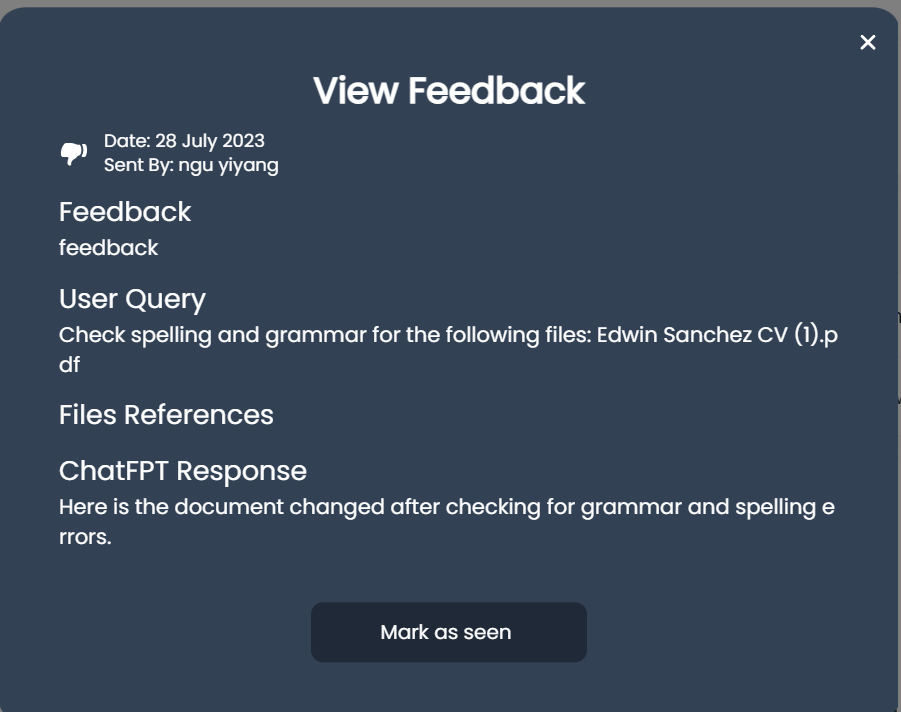 View Feedback
Date: 28 July 2023
Sent By: ngu yiyang
Feedback
feedback
User Query
Check spelling and grammar for the following files: Edwin Sanchez CV (1).p
df
Files References
ChatFPT Response
Here is the document changed after checking for grammar and spelling e
rrors.
Mark as seen